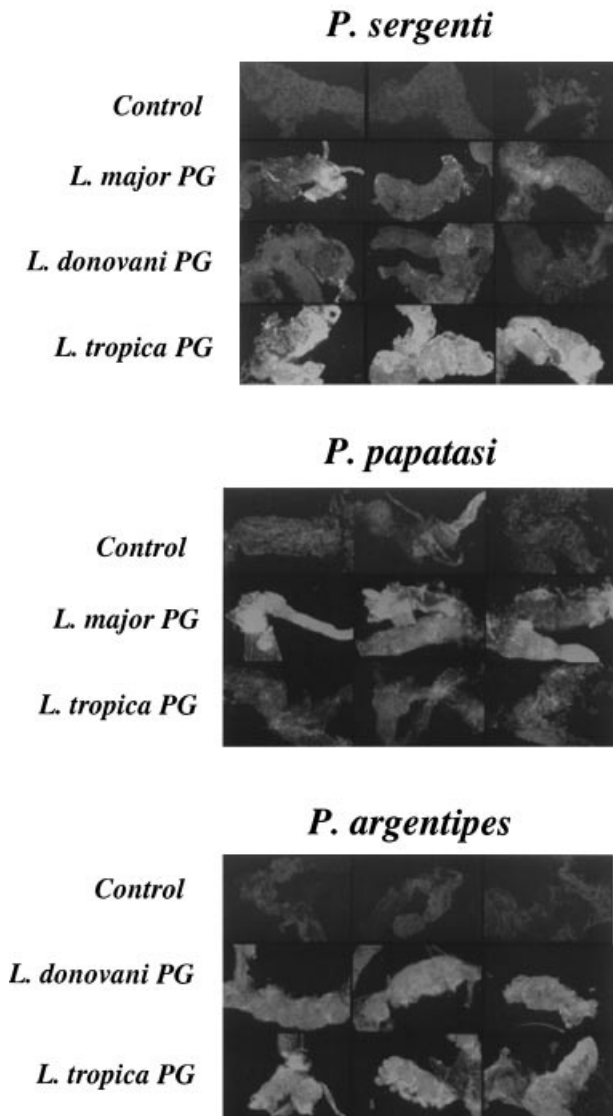 P. sergenti
Control
L. major PG
L. donovani PG
L. tropica PG
P. papatasi
Control
L. major PG
L. tropica PG
P. argentipes
Control
L. donovani PG
L. tropica PG